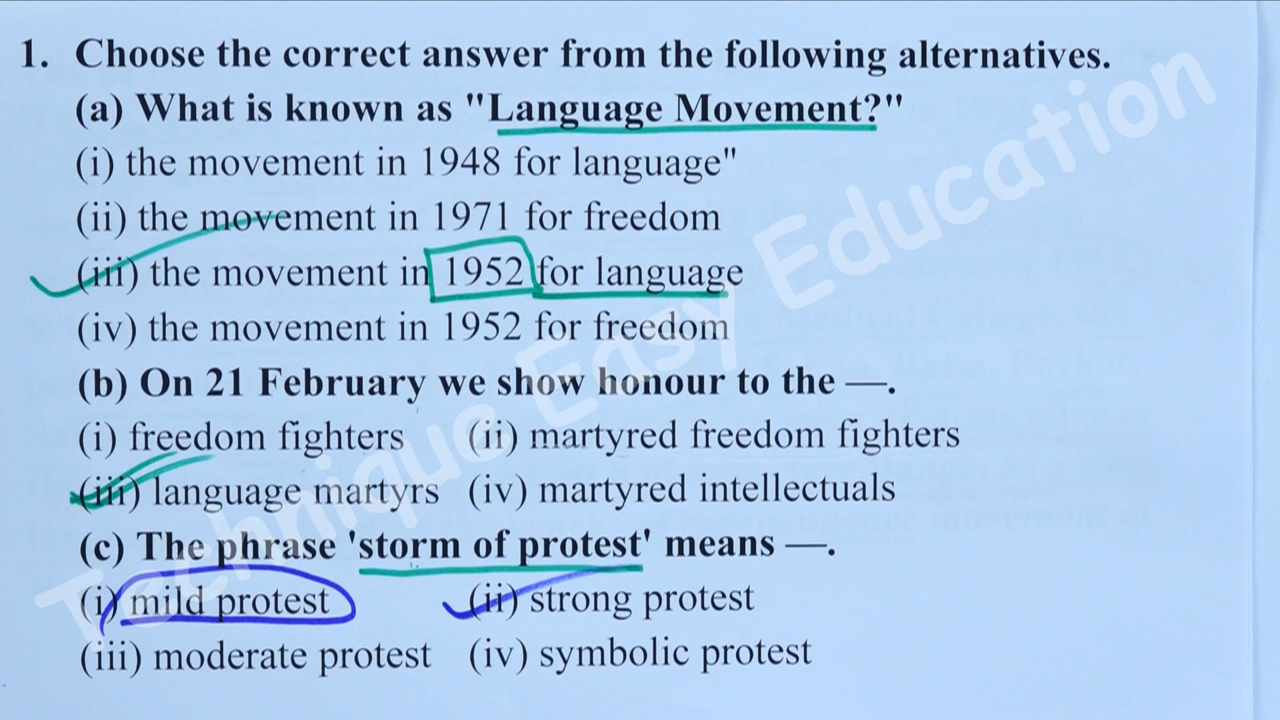 1. Choose the correct answer from the following alternatives.
(a) What is known as "Language Movement?"
(i) the movement in 1948 for language"
(ii) the movement in 1971 for freedom
(iii) the movement in 1952 for language
(iv) the movement in 1952 for freedom
(b) On 21 February we show honour to the —.
(i) freedom fighters (ii) martyred freedom fighters
(iii) language martyrs (iv) martyred intellectuals
(c) The phrase 'storm of protest' means —.
(i) mild protest (ii) strong protest
(iii) moderate protest (iv) symbolic protest
Technique Easy Education